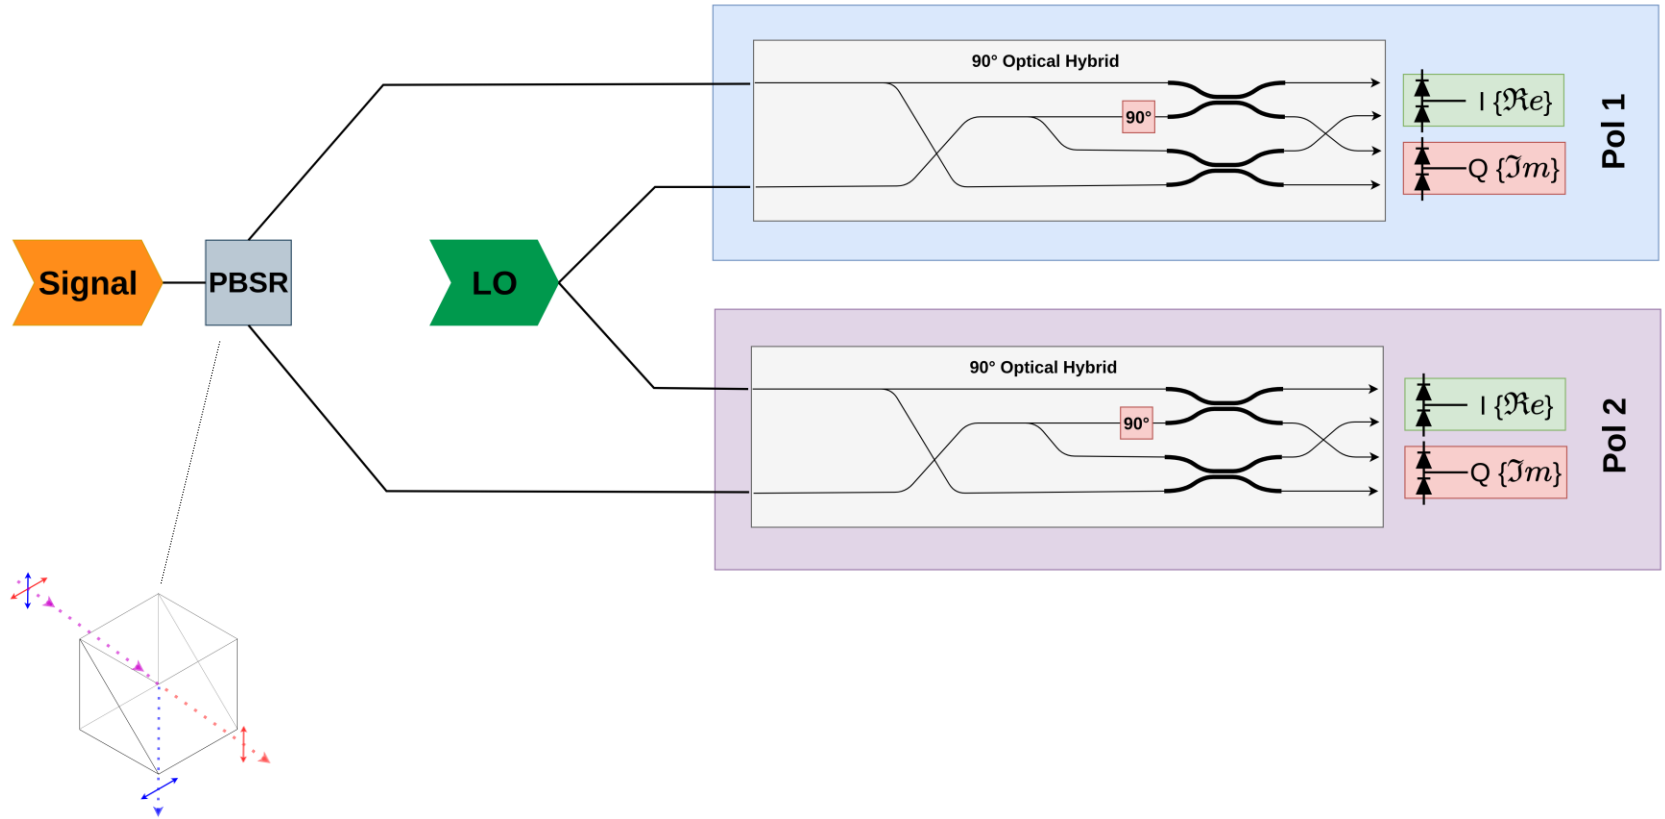 90° Optical Hybrid
90°
I {ℜe}
Q {ℑm}
Pol 1
Signal
PBSR
LO
90° Optical Hybrid
90°
I {ℜe}
Q {ℑm}
Pol 2